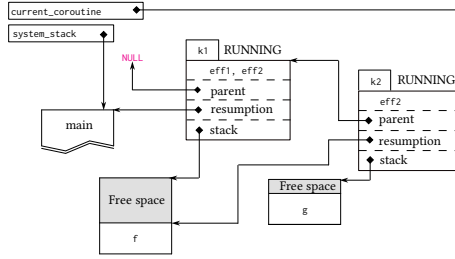 current_coroutine
system_stack
k1 RUNNING
NULL
eff1, eff2
parent
resumption
stack
main
k2 RUNNING
eff2
parent
resumption
stack
Free space
f
Free space
g